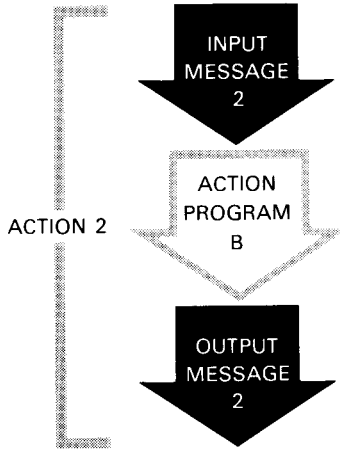 INPUT
MESSAGE
2
ACTION
PROGRAM
B
ACTION 2
OUTPUT
MESSAGE
2